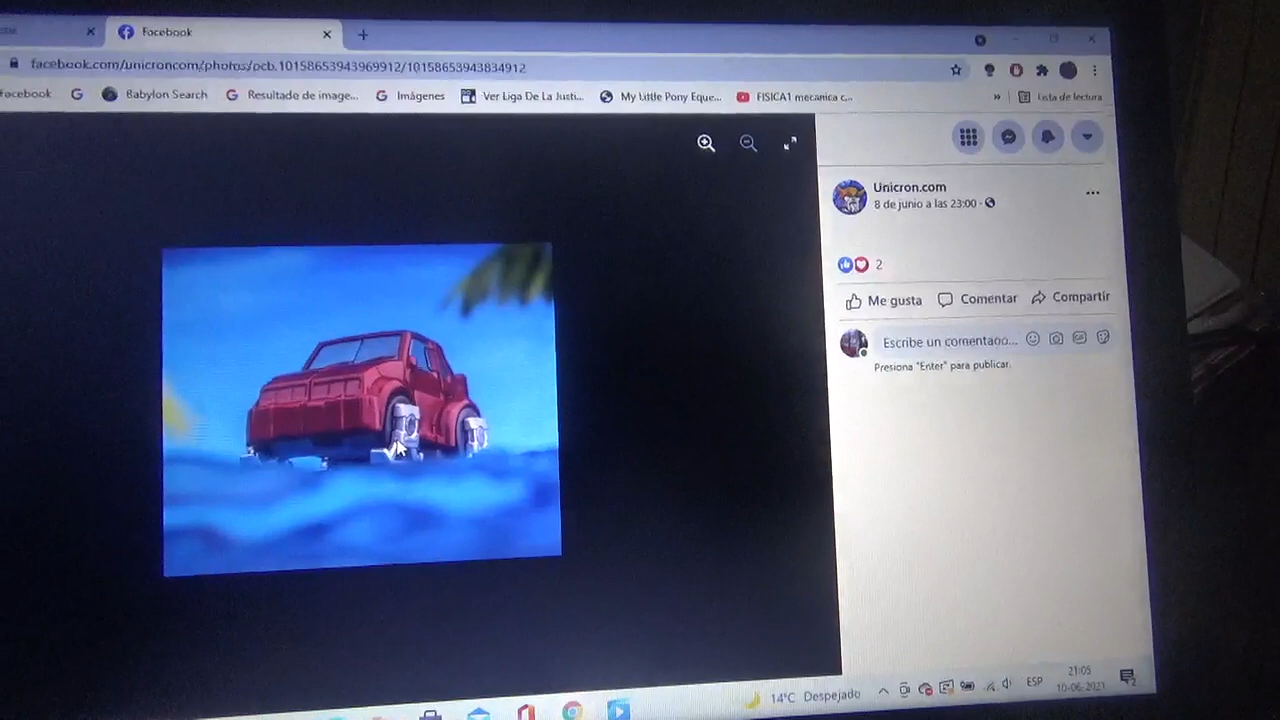 Facebook
facebook.com/unicroncom/photos/pcb.10158653943969912/10158653943834912
Facebook
Babylon Search
Resultade de image...
Imágenes
Ver Liga De La Justi...
My Little Pony Eque...
FISICA1 mecanica c...
»
Lista de lectura
Unicron.com
8 de junio a las 23:00 ·
2
Me gusta
Comentar
Compartir
Escribe un comentario...
Presiona "Enter" para publicar.
14°C Despejado
ESP
21:05
10-06-2021